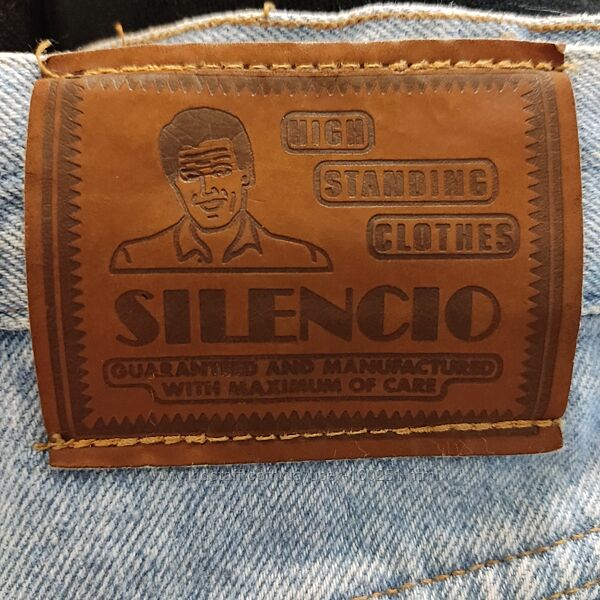 HIGH
STANDING
CLOTHES
SILENCIO
GUARANTEED AND MANUFACTURED
WITH MAXIMUM OF CARE